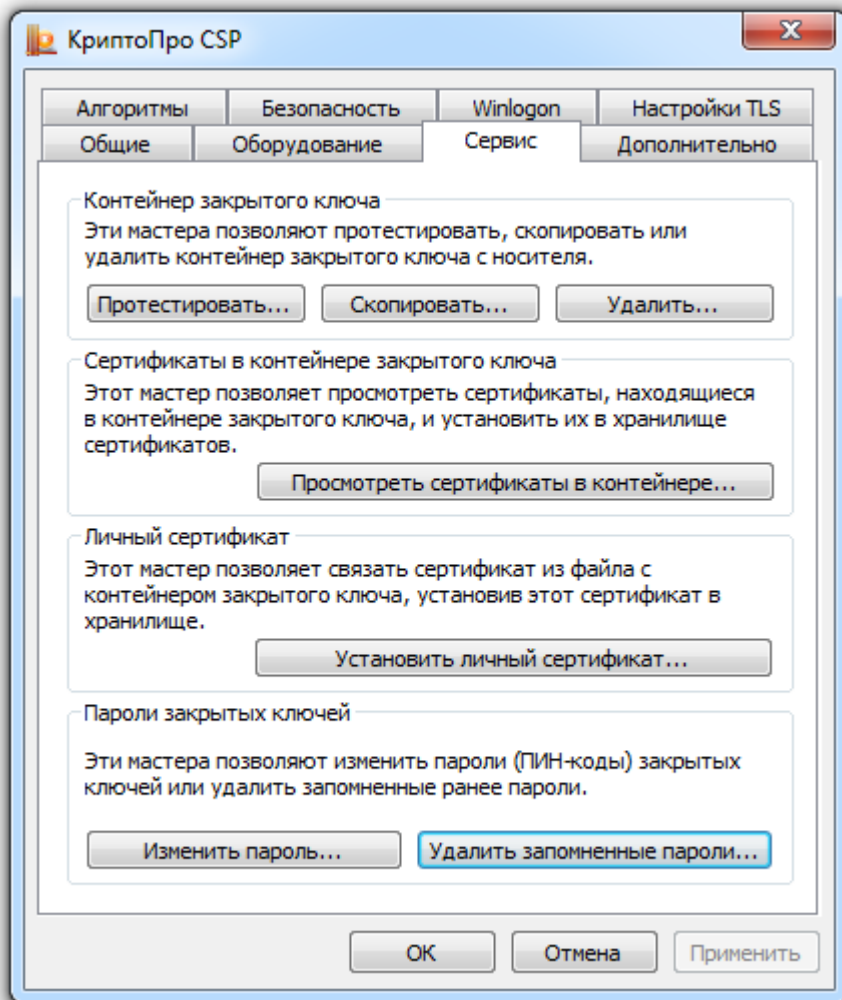 КриптоПро CSP
Алгоритмы Безопасность Winlogon Настройки TLS
Общие Оборудование Сервис Дополнительно
Контейнер закрытого ключа
Эти мастера позволяют протестировать, скопировать или
удалить контейнер закрытого ключа с носителя.
Протестировать... Скопировать... Удалить...
Сертификаты в контейнере закрытого ключа
Этот мастер позволяет просмотреть сертификаты, находящиеся
в контейнере закрытого ключа, и установить их в хранилище
сертификатов.
Просмотреть сертификаты в контейнере...
Личный сертификат
Этот мастер позволяет связать сертификат из файла с
контейнером закрытого ключа, установив этот сертификат в
хранилище.
Установить личный сертификат...
Пароли закрытых ключей
Эти мастера позволяют изменить пароли (ПИН-коды) закрытых
ключей или удалить запомненные ранее пароли.
Изменить пароль... Удалить запомненные пароли...
ОК Отмена Применить